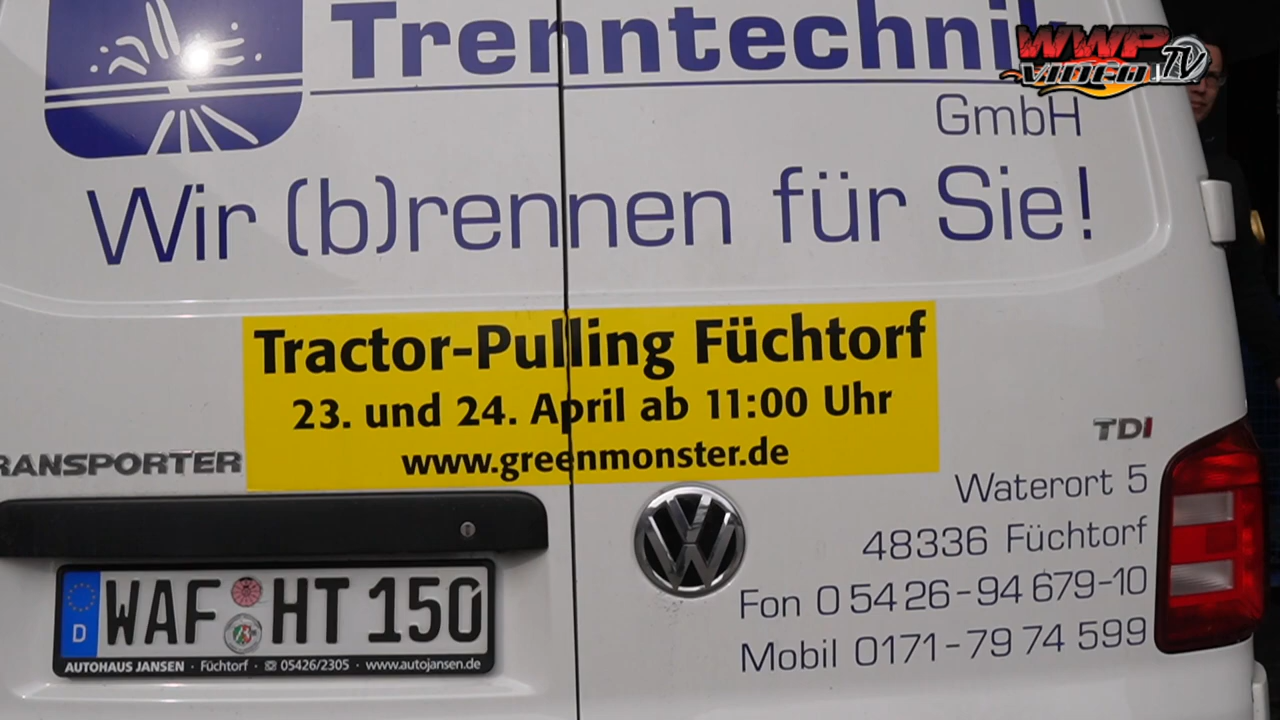 Trenntechnik
WWP
VIDEO.TV
GmbH
Wir (b)rennen für Sie!
Tractor-Pulling Füchtorf
23. und 24. April ab 11:00 Uhr
www.greenmonster.de
RANSPORTER
TDI
Waterort 5
48336 Füchtorf
Fon 0 54 26-94 679-10
Mobil 0171-79 74 599
D WAF HT 150
AUTOHAUS JANSEN · Füchtorf · ☎ 05426/2305 · www.autojansen.de